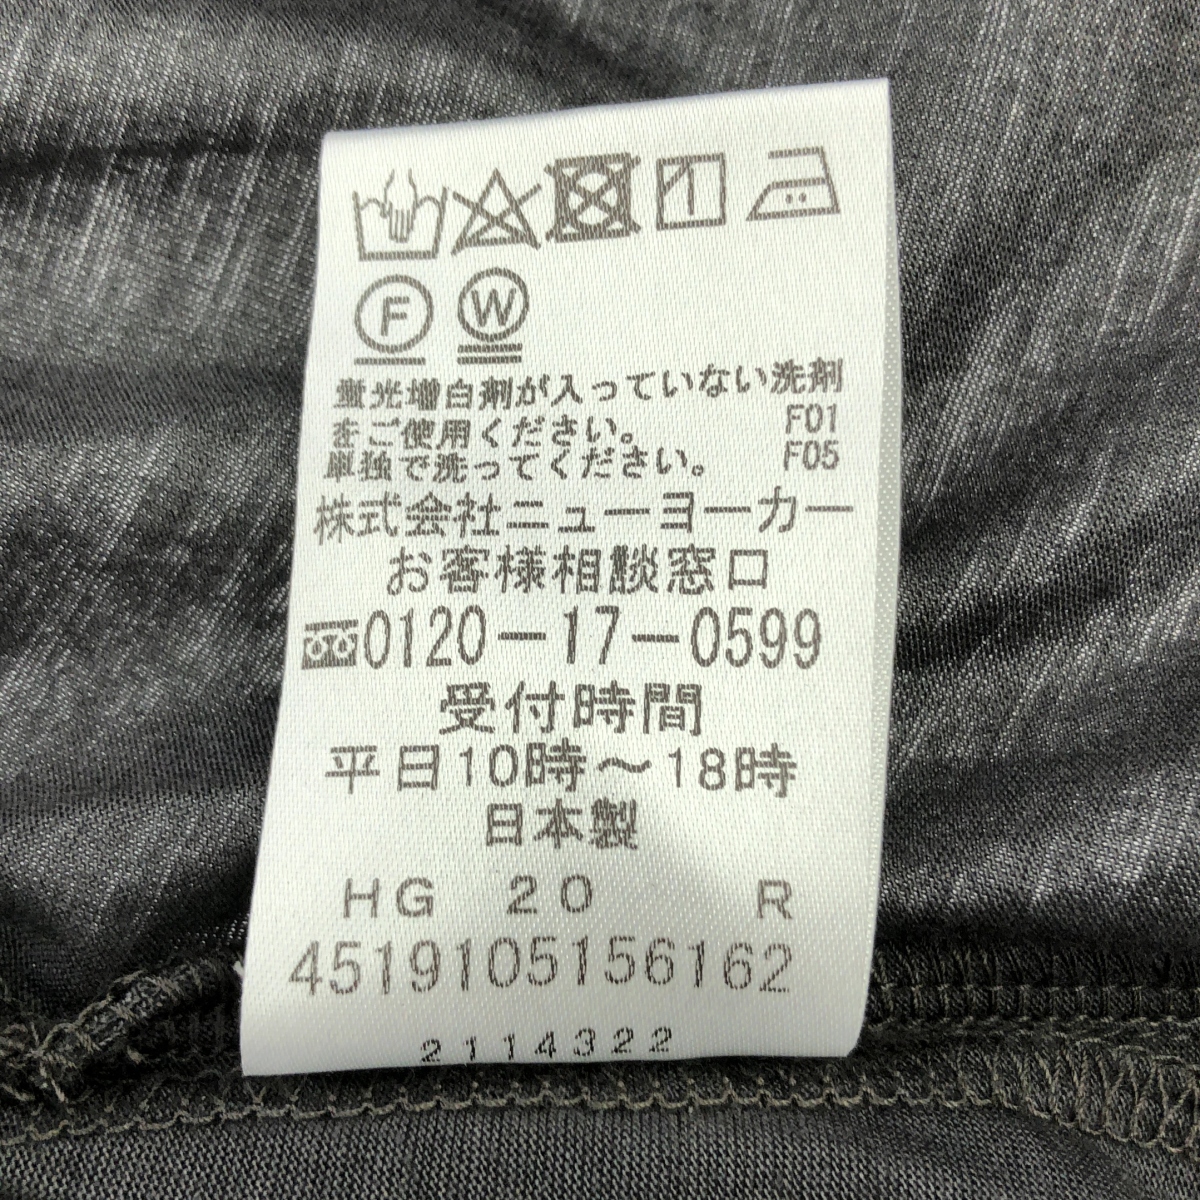 F W
蛍光増白剤が入っていない洗剤
をご使用ください。 F01
単独で洗ってください。 F05
株式会社ニューヨーカー
お客様相談窓口
0120-17-0599
受付時間
平日10時～18時
日本製
HG 20 R
4519105156162
2114322